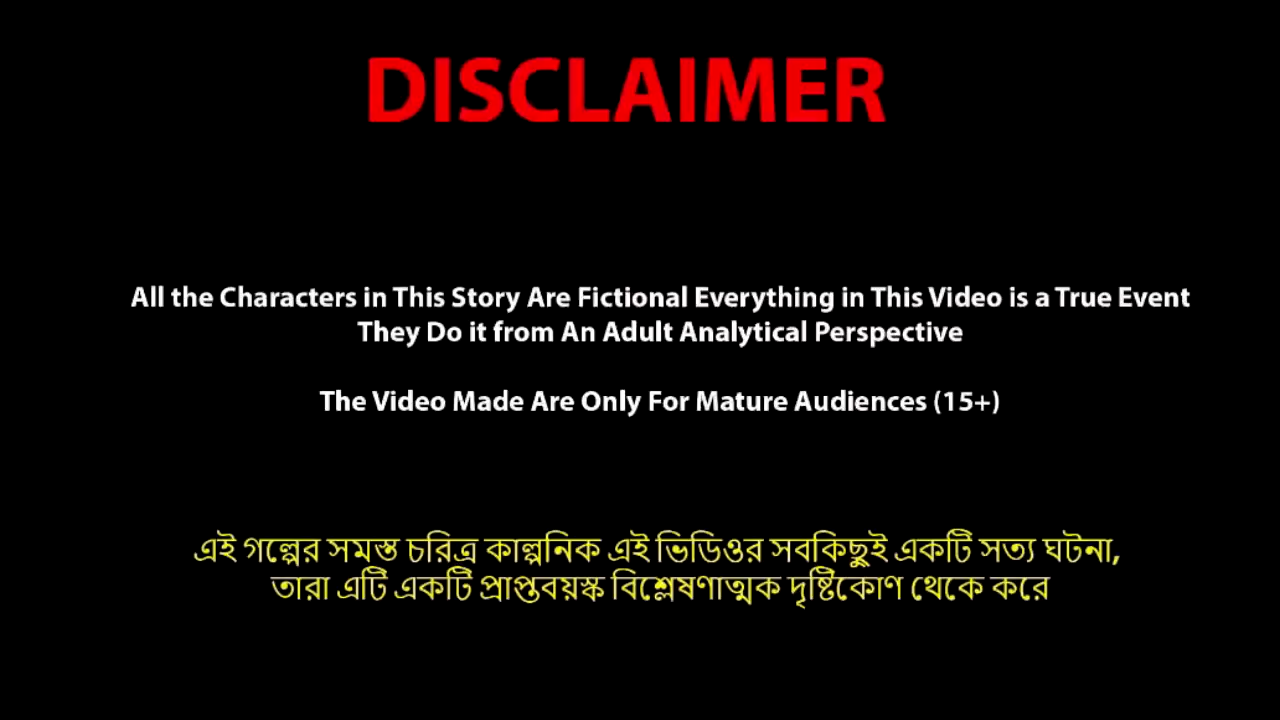 DISCLAIMER
All the Characters in This Story Are Fictional Everything in This Video is a True Event
They Do it from An Adult Analytical Perspective
The Video Made Are Only For Mature Audiences (15+)
এই গল্পের সমস্ত চরিত্র কাল্পনিক এই ভিডিওর সবকিছুই একটি সত্য ঘটনা,
তারা এটি একটি প্রাপ্তবয়স্ক বিশ্লেষণাত্মক দৃষ্টিকোণ থেকে করে